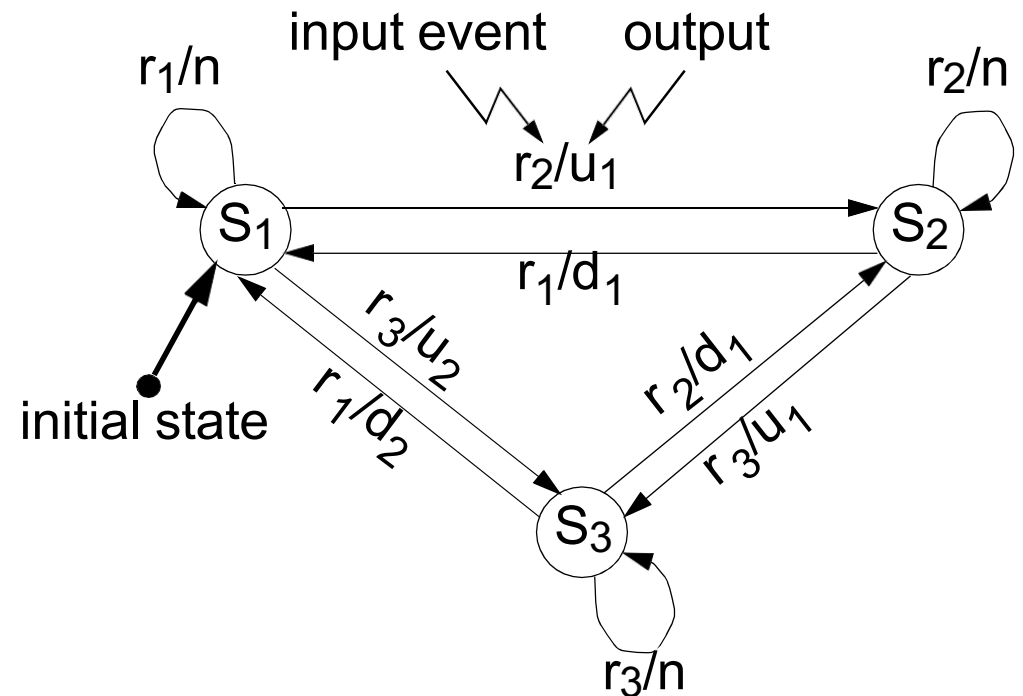 input event
output
r1/n
r2/n
r2/u1
S1
S2
r1/d1
r3/u2
r2/d1
r1/d2
initial state
r3/u1
S3
r3/n